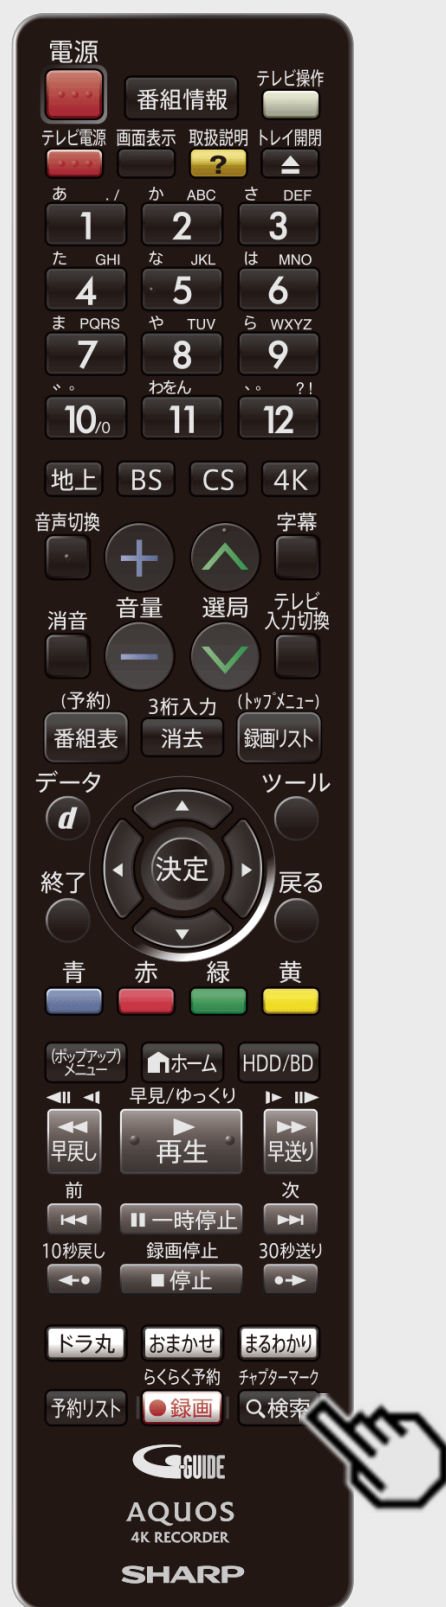 電源
番組情報
テレビ操作
テレビ電源 画面表示 取扱説明 トレイ開閉
?
あ ./ か ABC さ DEF
1 2 3
た GHI な JKL は MNO
4 5 6
ま PQRS や TUV ら WXYZ
7 8 9
゛゜ わをん 、。 ?!
10/0 11 12
地上 BS CS 4K
音声切換 字幕
+
消音 音量 選局 テレビ
入力切換
−
(予約) 3桁入力 (トップメニュー)
番組表 消去 録画リスト
データ ツール
d
決定
終了 戻る
青 赤 緑 黄
(ポップアップ)
メニュー
ホーム HDD/BD
早見/ゆっくり
早戻し 再生 早送り
前 次
一時停止
10秒戻し 録画停止 30秒送り
停止
ドラ丸 おまかせ まるわかり
らくらく予約 チャプターマーク
予約リスト 録画 検索
G-GUIDE
AQUOS
4K RECORDER
SHARP